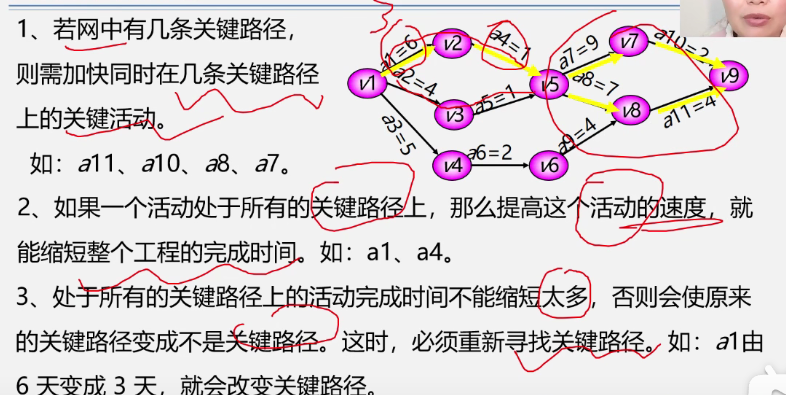 1、若网中有几条关键路径，
则需加快同时在几条关键路径
上的关键活动。
如：a11、a10、a8、a7。
v1
v2
v3
v4
v5
v6
v7
v8
v9
a1=6
a2=4
a3=5
a4=1
a5=1
a6=2
a7=9
a8=7
a9=4
a10=2
a11=4
2、如果一个活动处于所有的关键路径上，那么提高这个活动的速度，就
能缩短整个工程的完成时间。如：a1、a4。
3、处于所有的关键路径上的活动完成时间不能缩短太多，否则会使原来
的关键路径变成不是关键路径。这时，必须重新寻找关键路径。如：a1由
6 天变成 3 天，就会改变关键路径。